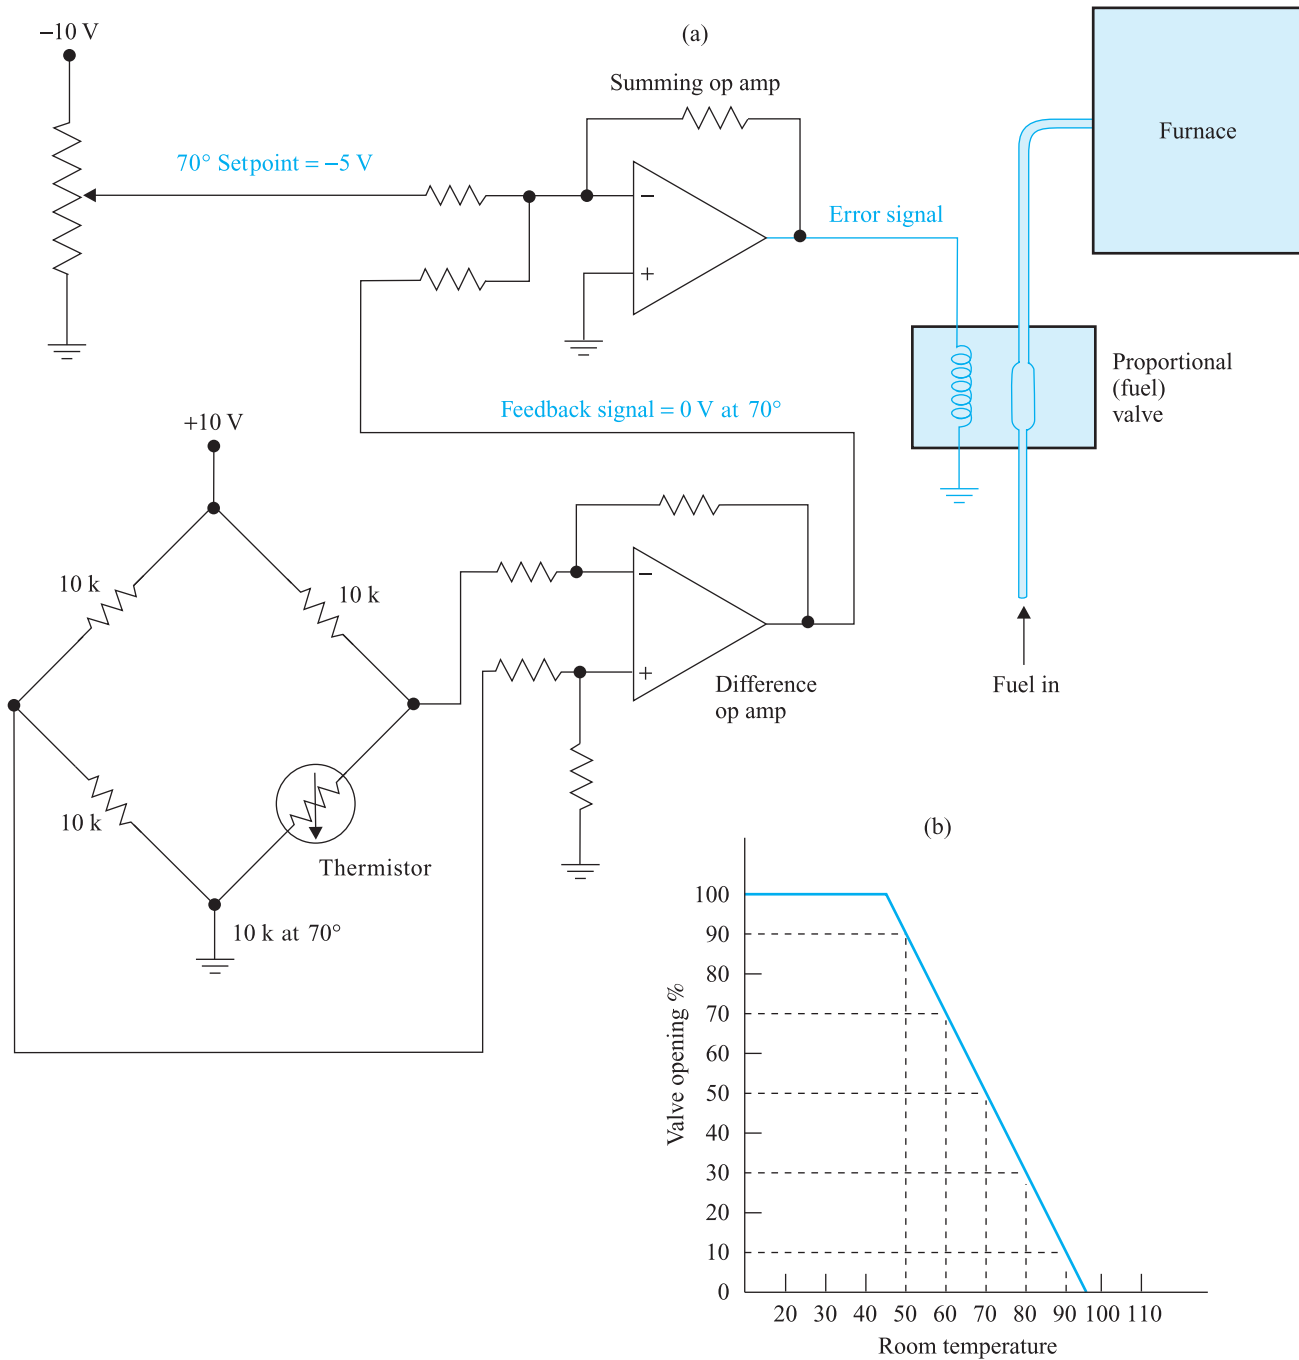 (a)
−10 V
Summing op amp
Furnace
70° Setpoint = −5 V
−
Error signal
+
Proportional
(fuel)
valve
Feedback signal = 0 V at 70°
+10 V
10 k
10 k
−
+
Difference
op amp
Fuel in
10 k
Thermistor
10 k at 70°
(b)
100
90
80
70
60
50
40
30
20
10
0
Valve opening %
20 30 40 50 60 70 80 90 100 110
Room temperature